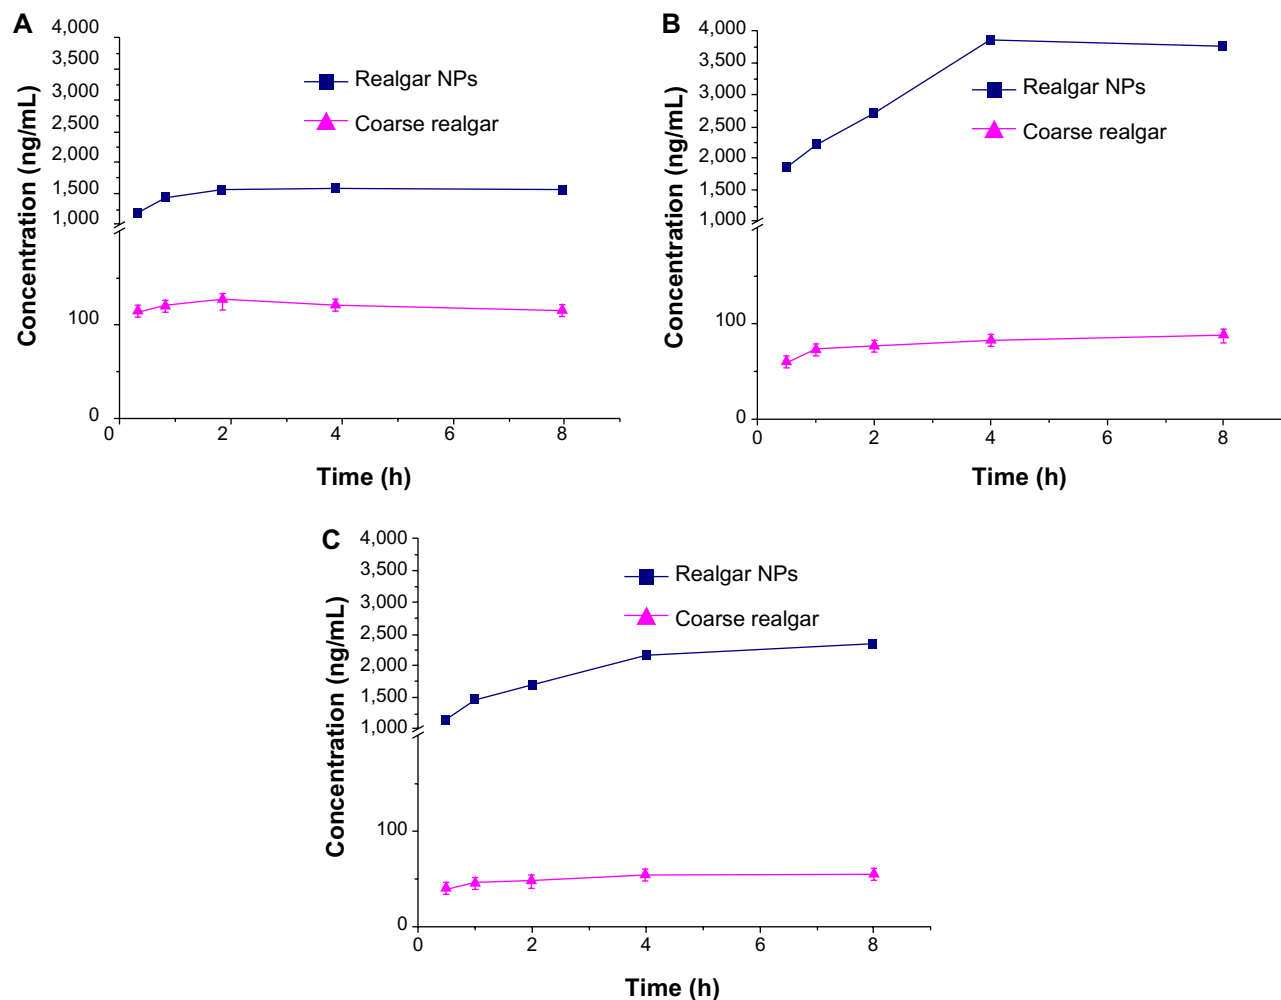 A
4,000
3,500
3,000
2,500
2,000
1,500
1,000
100
0
Concentration (ng/mL)
Realgar NPs
Coarse realgar
0 2 4 6 8
Time (h)
B
4,000
3,500
3,000
2,500
2,000
1,500
1,000
100
0
Concentration (ng/mL)
Realgar NPs
Coarse realgar
0 2 4 6 8
Time (h)
C
4,000
3,500
3,000
2,500
2,000
1,500
1,000
100
0
Concentration (ng/mL)
Realgar NPs
Coarse realgar
0 2 4 6 8
Time (h)